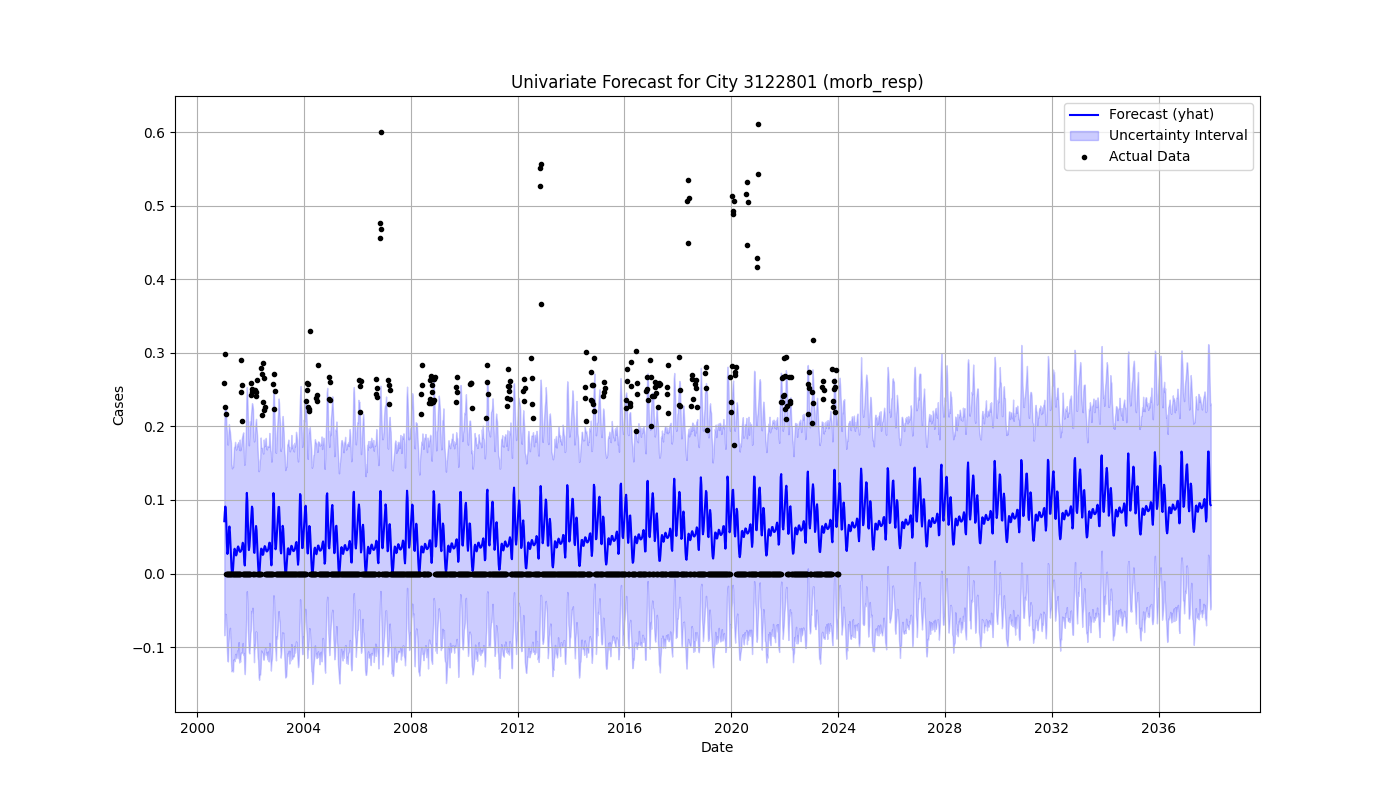 Univariate Forecast for City 3122801 (morb_resp)
Forecast (yhat)
Uncertainty Interval
Actual Data
Cases
0.6
0.5
0.4
0.3
0.2
0.1
0.0
−0.1
2000 2004 2008 2012 2016 2020 2024 2028 2032 2036
Date